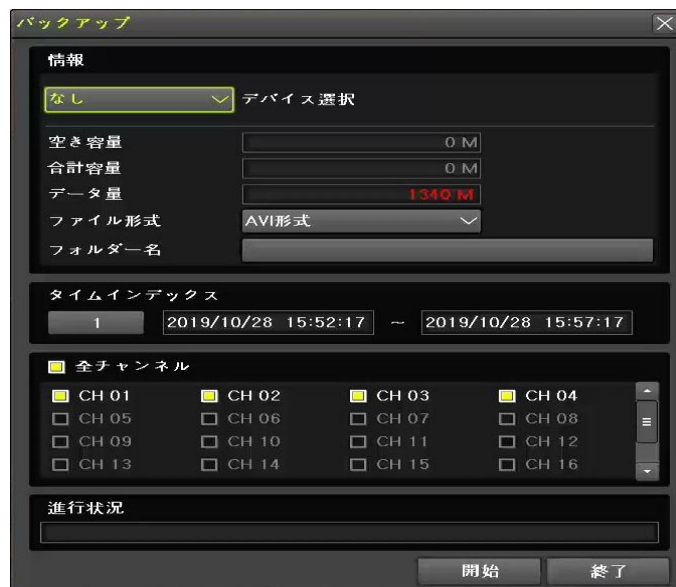 バックアップ
情報
なし デバイス選択
空き容量 0 M
合計容量 0 M
データ量 1340 M
ファイル形式 AVI形式
フォルダー名
タイムインデックス
1 2019/10/28 15:52:17 ~ 2019/10/28 15:57:17
全チャンネル
CH 01 CH 02 CH 03 CH 04
CH 05 CH 06 CH 07 CH 08
CH 09 CH 10 CH 11 CH 12
CH 13 CH 14 CH 15 CH 16
進行状況
開始 終了